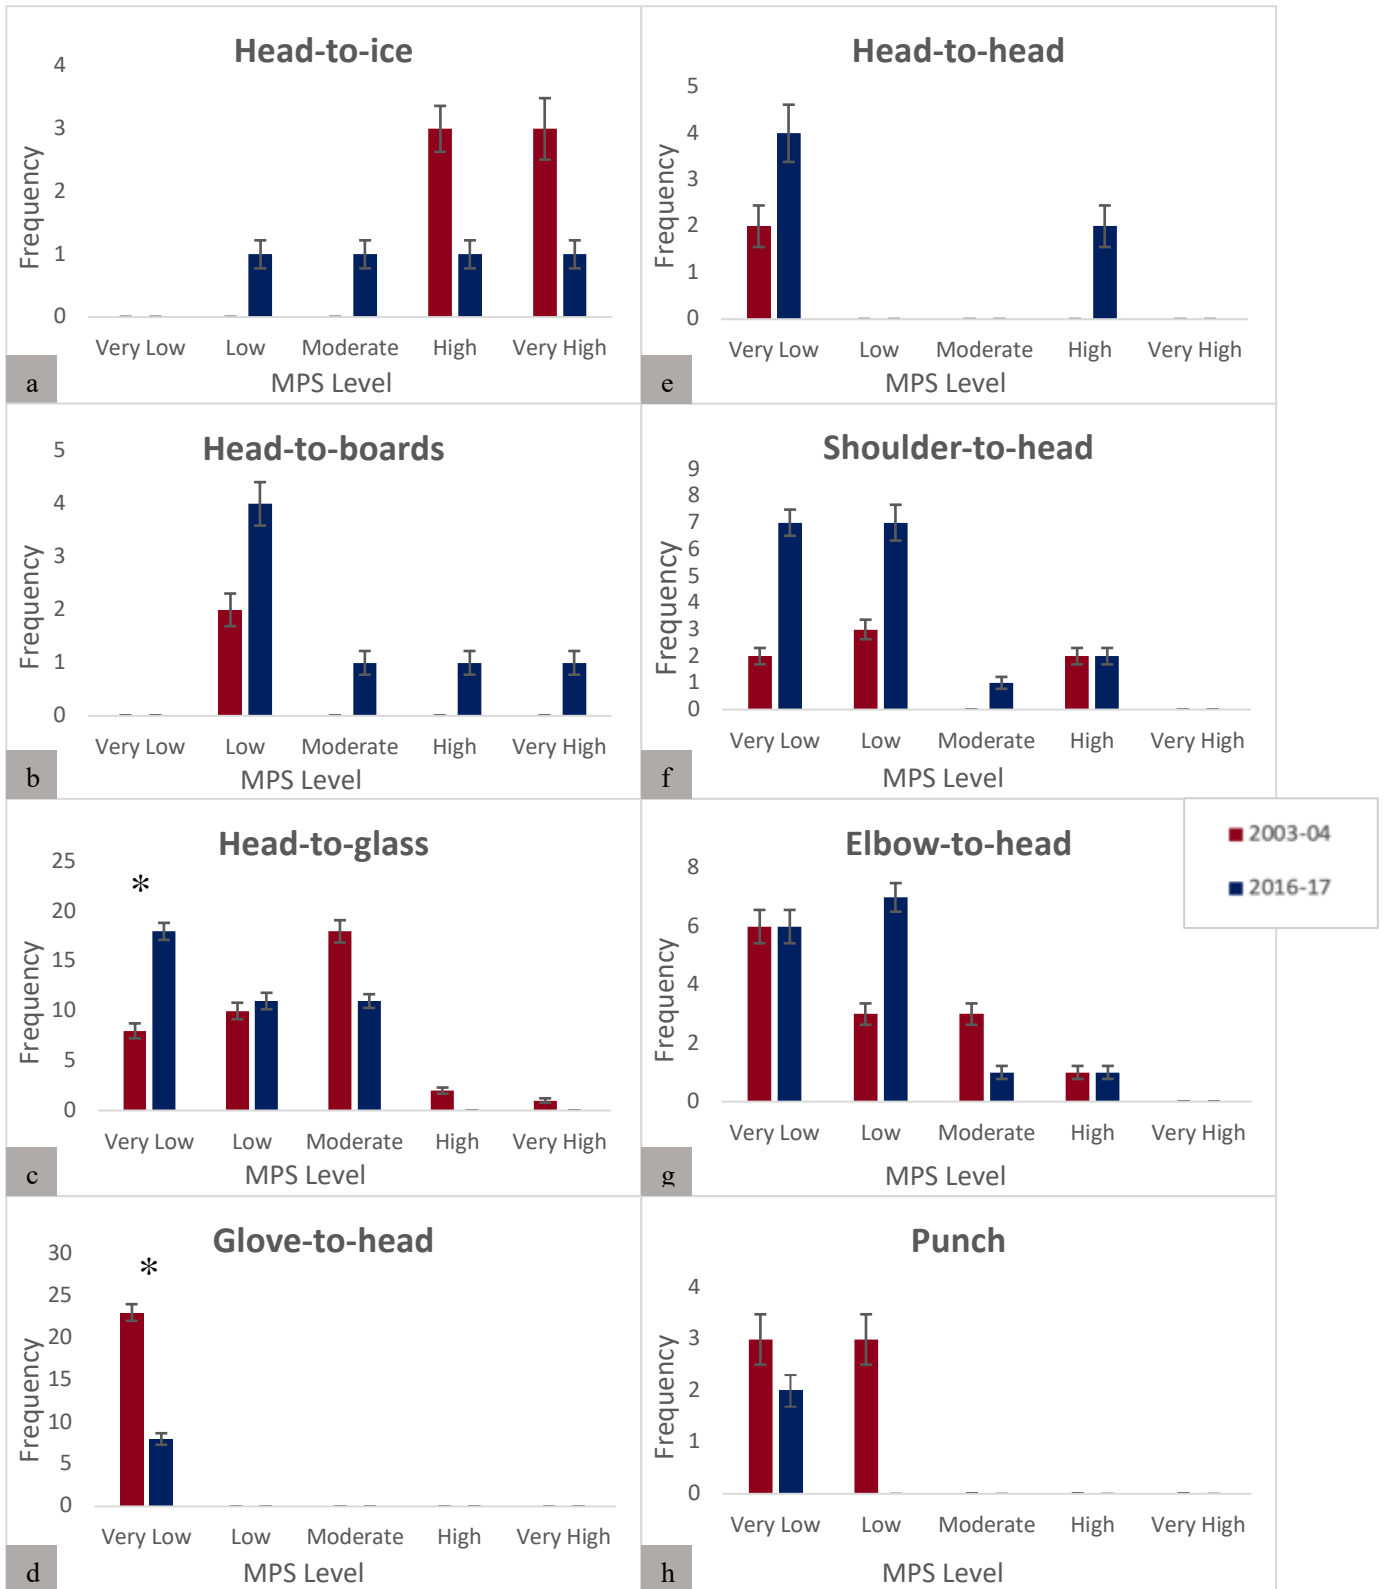 Head-to-ice
4
3
2
1
0
Frequency
Very Low Low Moderate High Very High
MPS Level
a
Head-to-boards
5
4
3
2
1
0
Frequency
Very Low Low Moderate High Very High
MPS Level
b
Head-to-glass
25
20
15
10
5
0
*
Frequency
Very Low Low Moderate High Very High
MPS Level
c
Glove-to-head
30
25
20
15
10
5
0
*
Frequency
Very Low Low Moderate High Very High
MPS Level
d
Head-to-head
5
4
3
2
1
0
Frequency
Very Low Low Moderate High Very High
MPS Level
e
Shoulder-to-head
9
8
7
6
5
4
3
2
1
0
Frequency
Very Low Low Moderate High Very High
MPS Level
f
2003-04
2016-17
Elbow-to-head
8
6
4
2
0
Frequency
Very Low Low Moderate High Very High
MPS Level
g
Punch
4
3
2
1
0
Frequency
Very Low Low Moderate High Very High
MPS Level
h